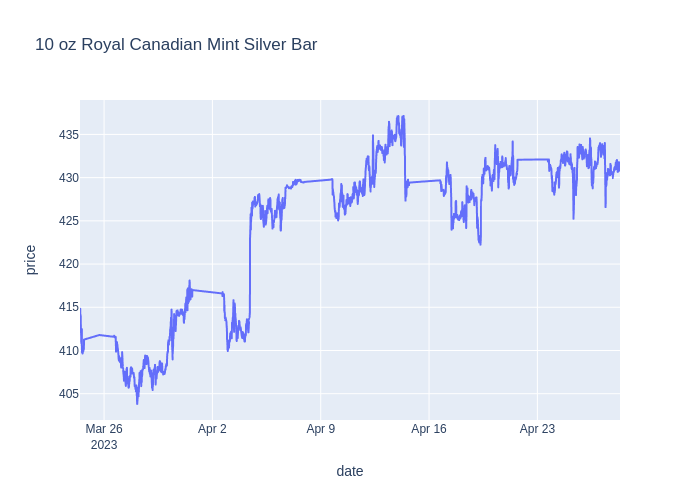 10 oz Royal Canadian Mint Silver Bar
435
430
425
420
415
410
405
price
Mar 26
2023
Apr 2
Apr 9
Apr 16
Apr 23
date